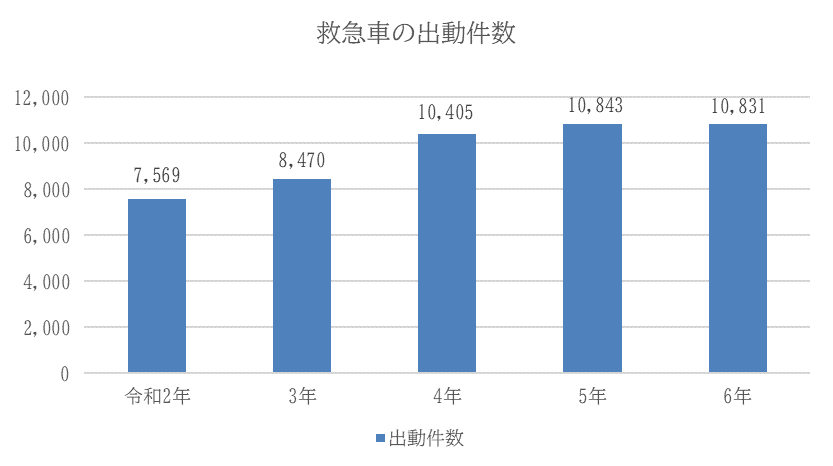 救急車の出動件数
12,000
10,000
8,000
6,000
4,000
2,000
0
7,569
8,470
10,405
10,843
10,831
令和2年
3年
4年
5年
6年
出動件数